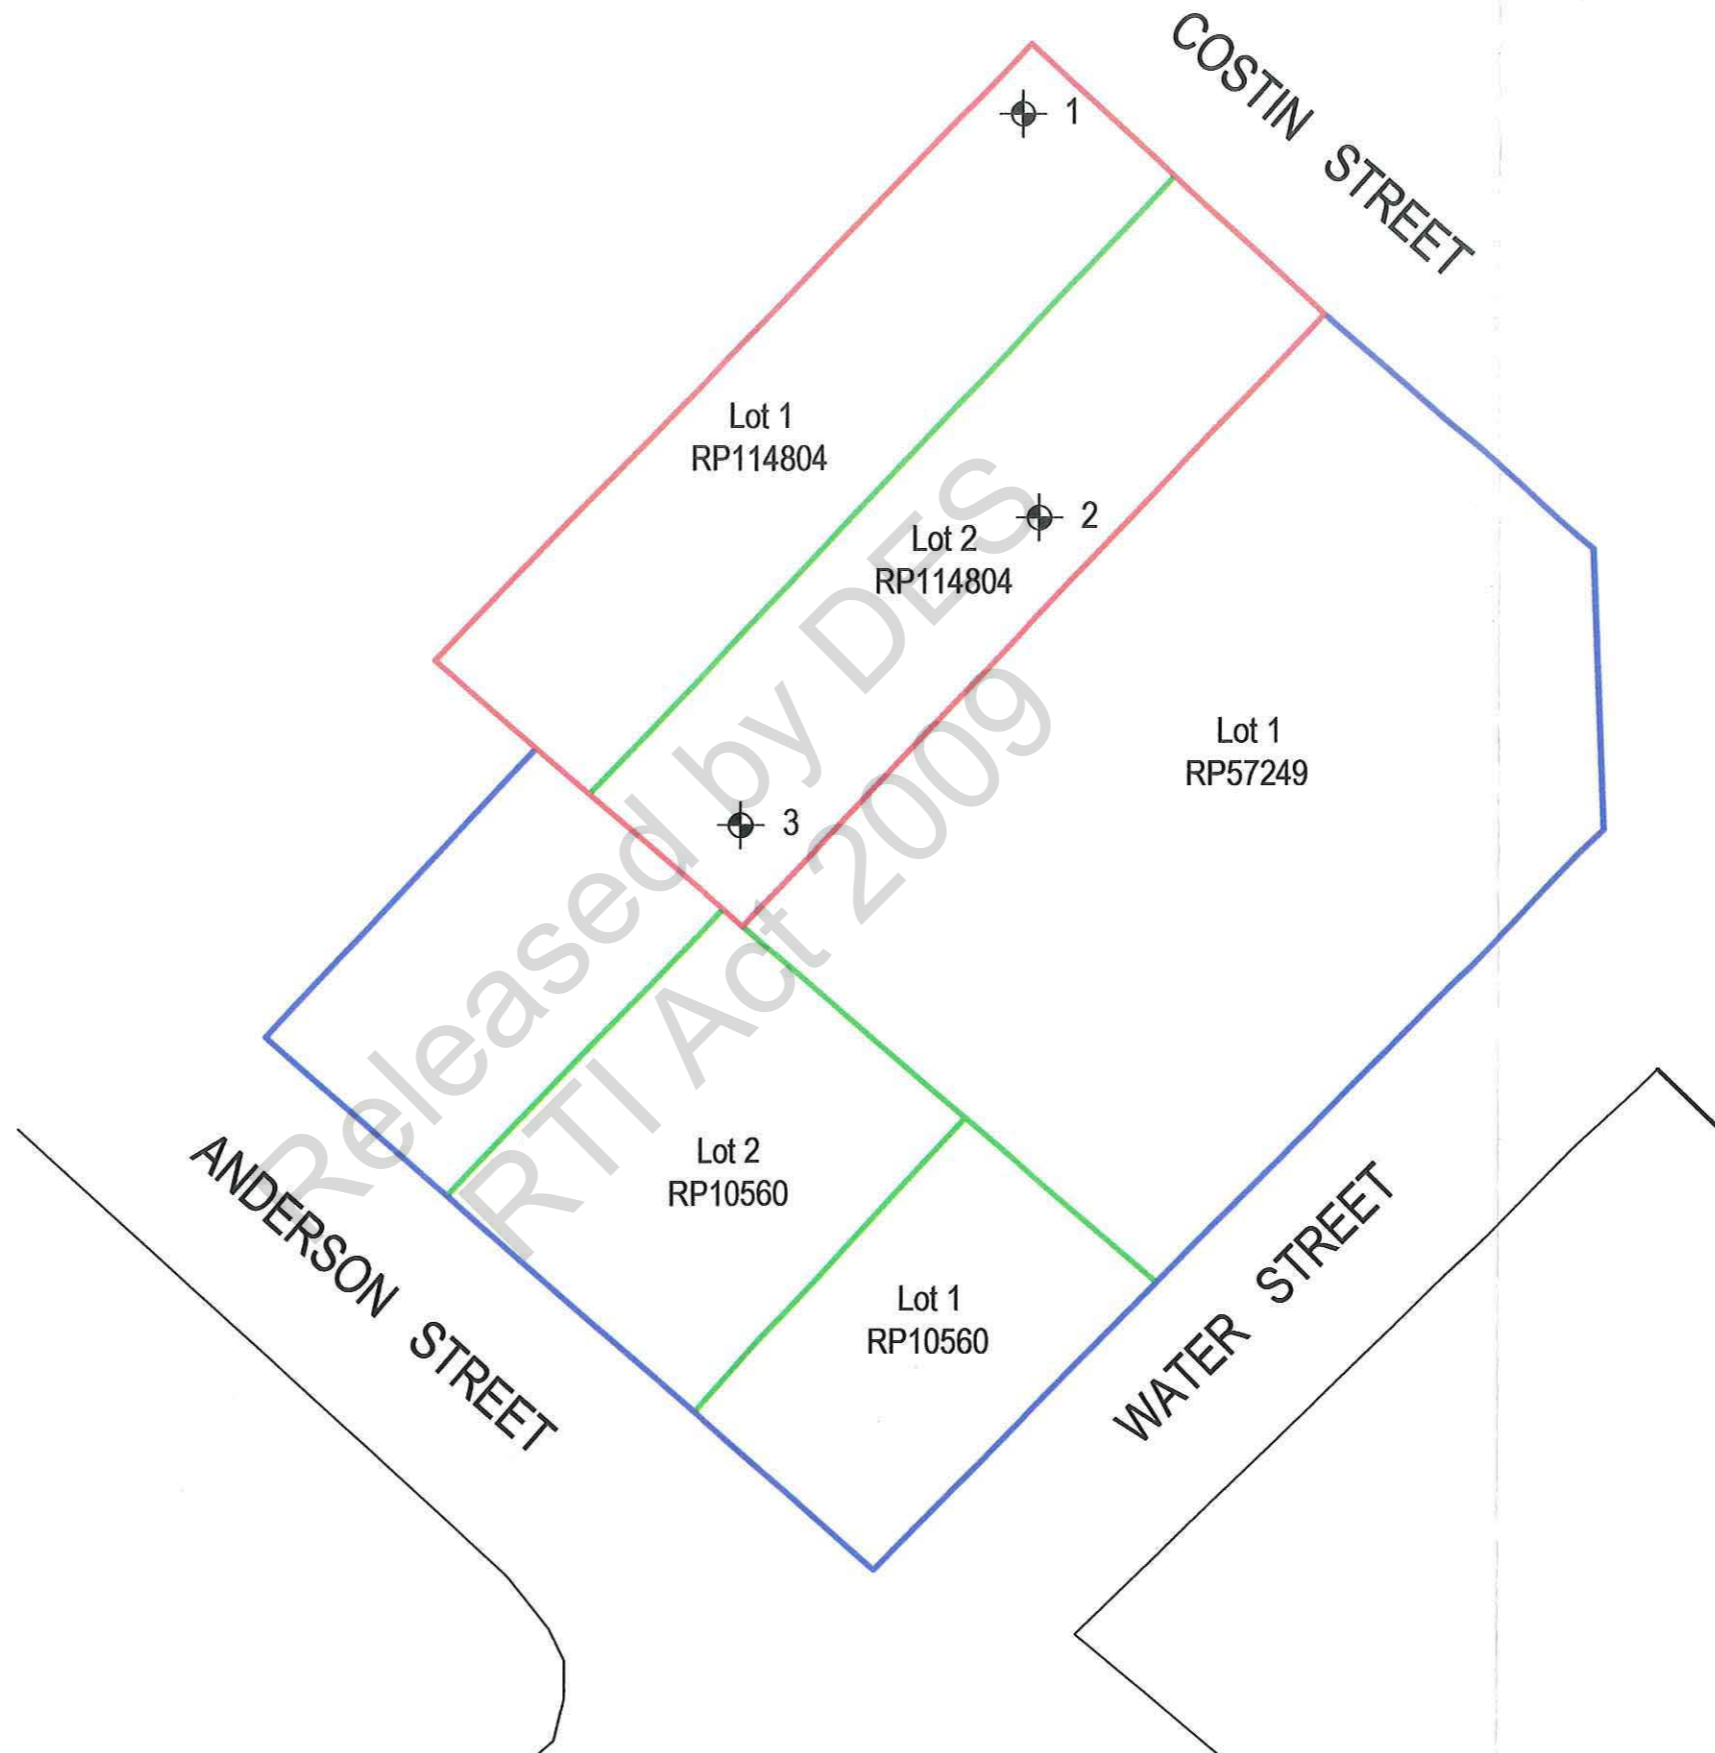 COSTIN STREET
1
Lot 1
RP114804
2
Lot 2
RP114804
Lot 1
RP57249
3
Released by DES
RTI Act 2009
Lot 2
RP10560
ANDERSON STREET
Lot 1
RP10560
WATER STREET